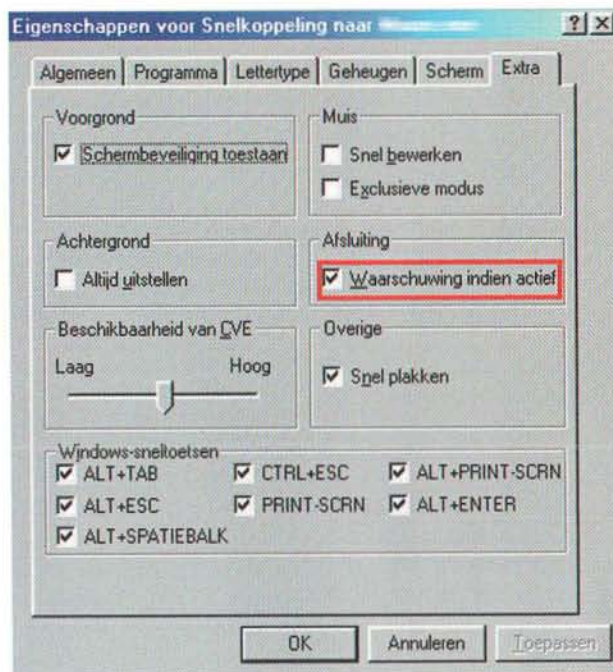 Eigenschappen voor Snelkoppeling naar
Algemeen Programma Lettertype Geheugen Scherm Extra
Voorgrond
Schermbeveiliging toestaan
Muis
Snel bewerken
Exclusieve modus
Achtergrond
Altijd uitstellen
Afsluiting
Waarschuwing indien actief
Beschikbaarheid van CVE
Laag Hoog
Overige
Snel plakken
Windows-sneltoetsen
ALT+TAB CTRL+ESC ALT+PRINT-SCRN
ALT+ESC PRINT-SCRN ALT+ENTER
ALT+SPATIEBALK
OK Annuleren Toepassen